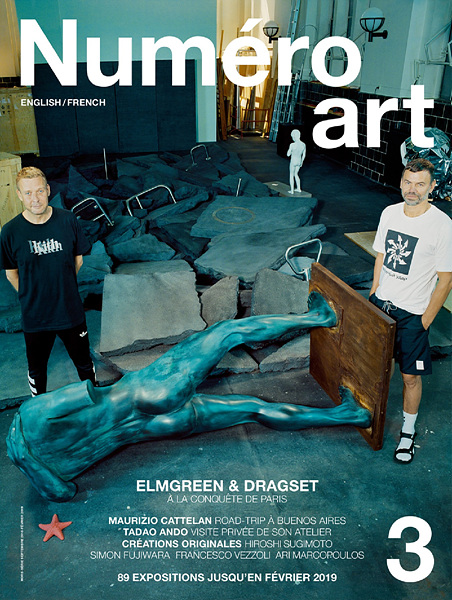 Numéro
art
ENGLISH / FRENCH
ELMGREEN & DRAGSET
À LA CONQUÊTE DE PARIS
MAURIZIO CATTELAN ROAD-TRIP À BUENOS AIRES
TADAO ANDO VISITE PRIVÉE DE SON ATELIER
CRÉATIONS ORIGINALES HIROSHI SUGIMOTO
SIMON FUJIWARA FRANCESCO VEZZOLI ARI MARCOPOULOS
89 EXPOSITIONS JUSQU'EN FÉVRIER 2019
3